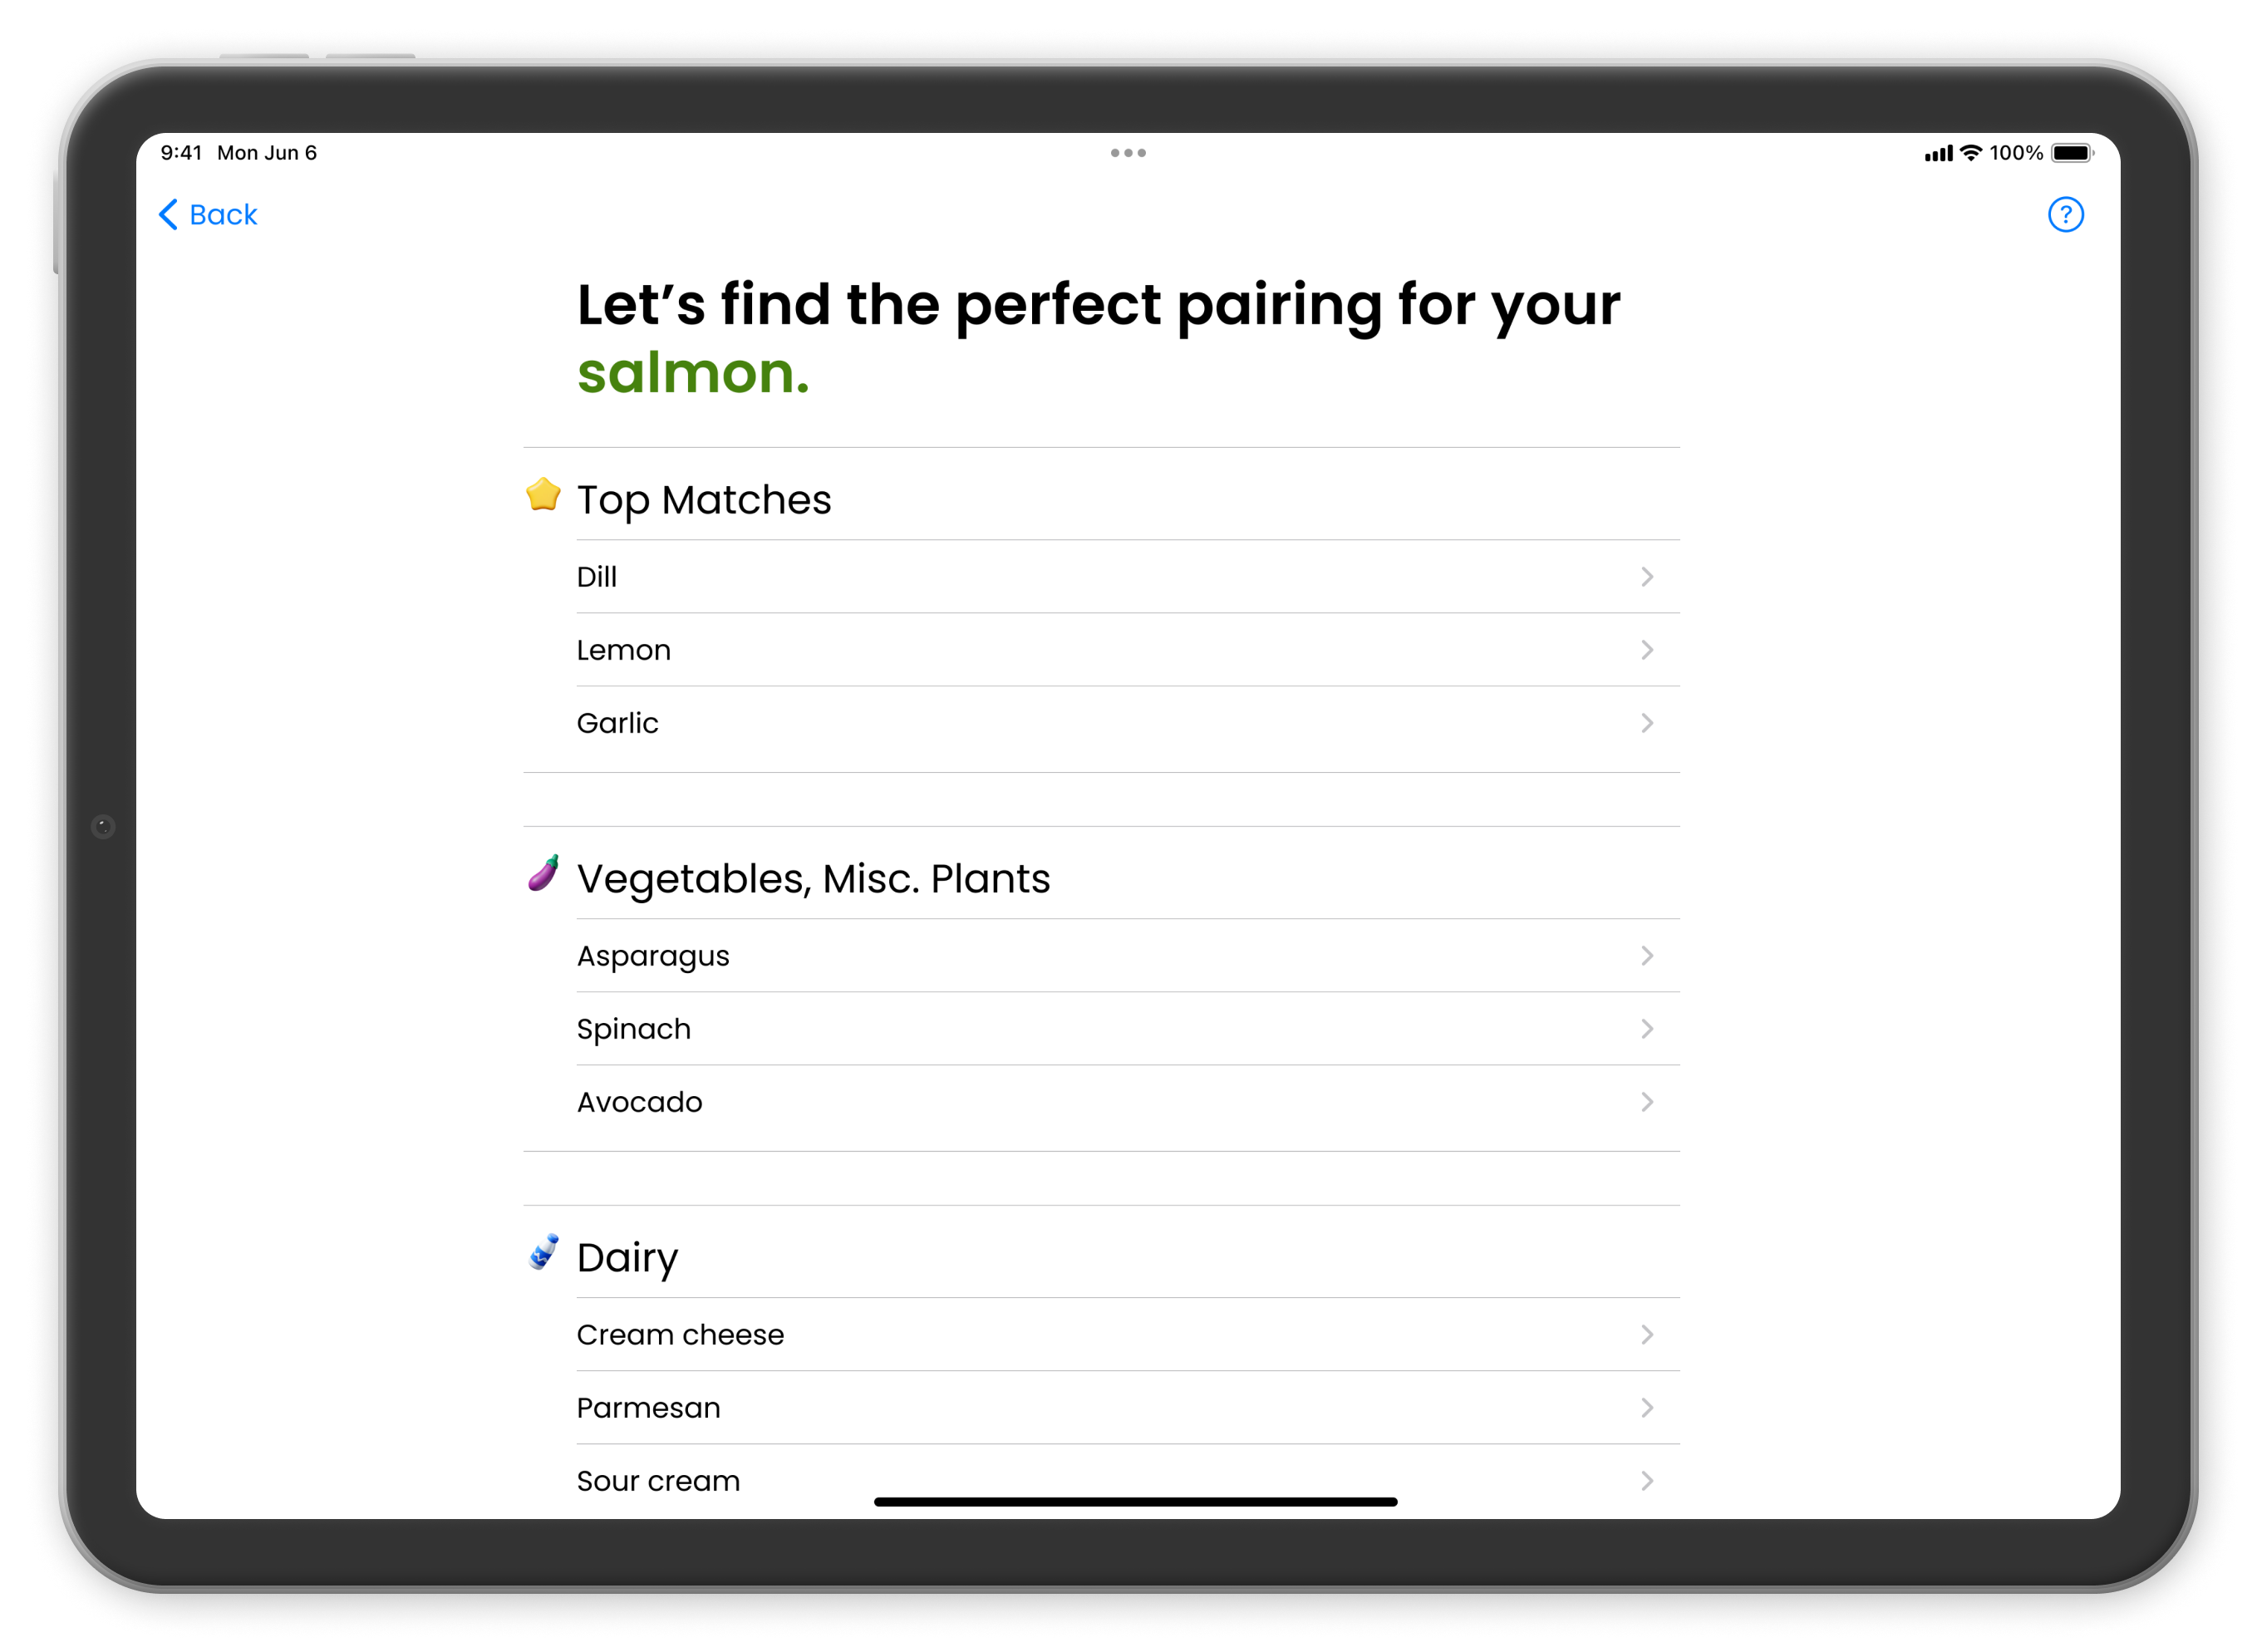 9:41 Mon Jun 6
100%
Back
?
Let’s find the perfect pairing for your
salmon.
Top Matches
Dill
Lemon
Garlic
Vegetables, Misc. Plants
Asparagus
Spinach
Avocado
Dairy
Cream cheese
Parmesan
Sour cream